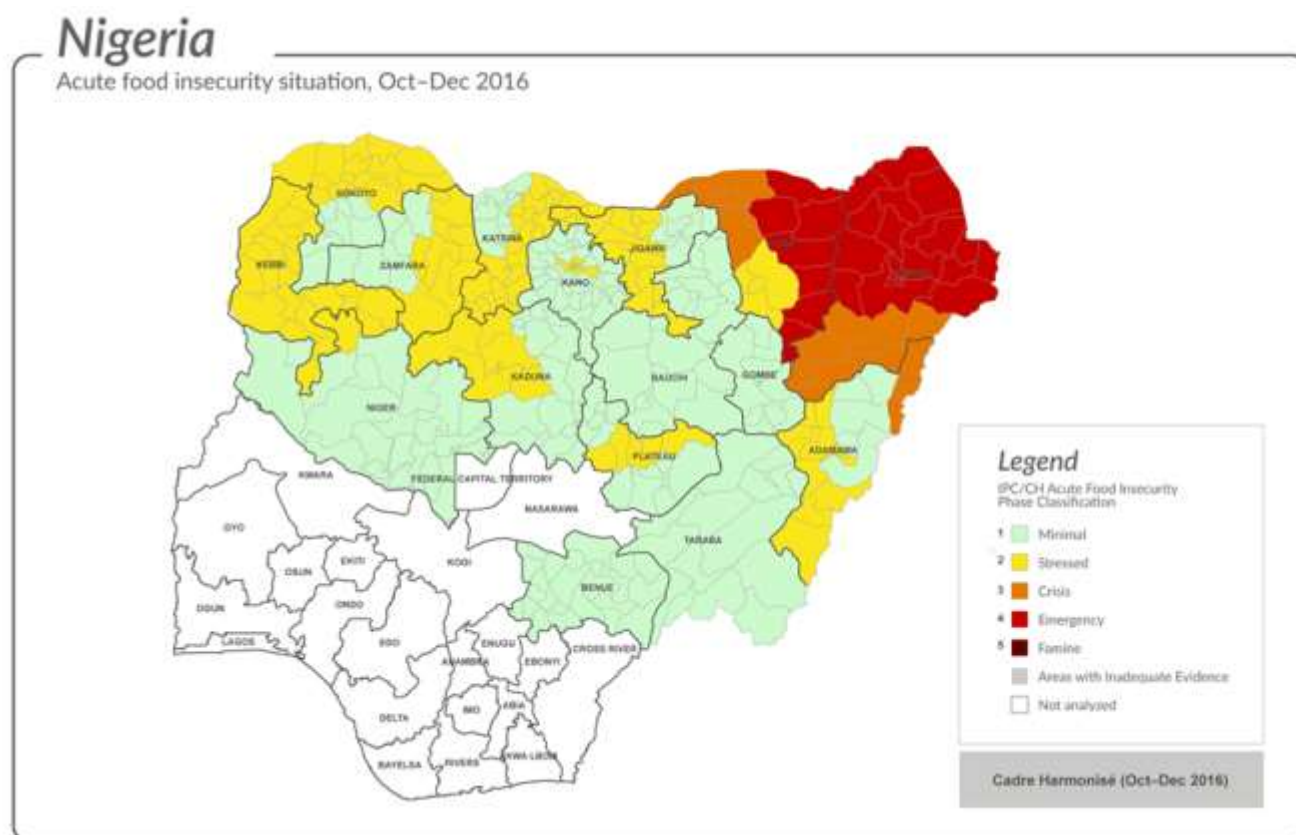 Nigeria
Acute food insecurity situation, Oct–Dec 2016
SOKOTO
KEBBI
ZAMFARA
KATSINA
JIGAWA
KANO
KADUNA
BAUCHI
GOMBE
NIGER
PLATEAU
ADAMAWA
KWARA
FEDERAL CAPITAL TERRITORY
NASARAWA
OYO
TARABA
KOGI
EKITI
OSUN
BENUE
OGUN
ONDO
LAGOS
EDO
ENUGU
ANAMBRA
EBONYI
CROSS RIVER
DELTA
IMO
ABIA
BAYELSA
RIVERS
Legend
IPC/CH Acute Food Insecurity
Phase Classification
1 Minimal
2 Stressed
3 Crisis
4 Emergency
5 Famine
Areas with Inadequate Evidence
Not analyzed
Cadre Harmonisé (Oct–Dec 2016)